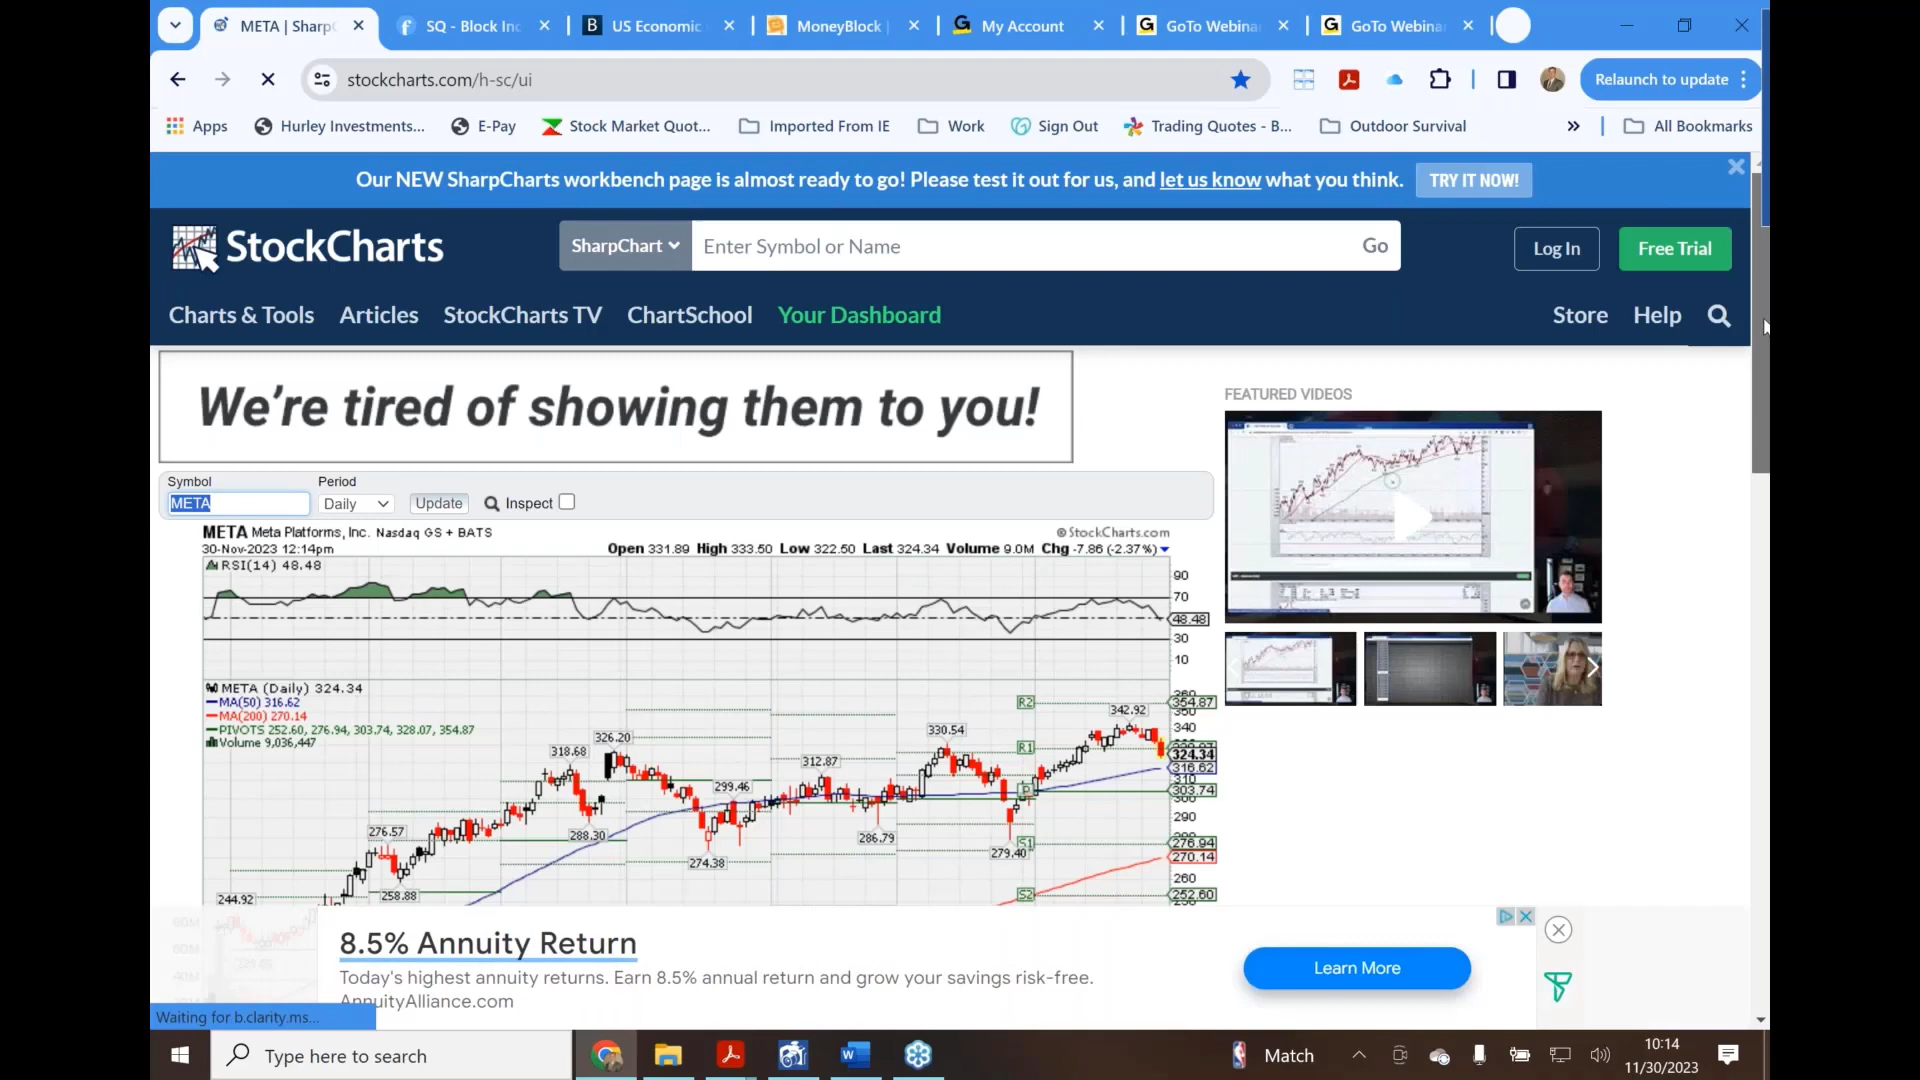 META | Sharp
SQ - Block Inc
US Economic
MoneyBlock |
My Account
GoTo Webina
GoTo Webina
stockcharts.com/h-sc/ui
Relaunch to update
Apps
Hurley Investments...
E-Pay
Stock Market Quot...
Imported From IE
Work
Sign Out
Trading Quotes - B...
Outdoor Survival
»
All Bookmarks
Our NEW SharpCharts workbench page is almost ready to go! Please test it out for us, and let us know what you think.
TRY IT NOW!
StockCharts
SharpChart
Enter Symbol or Name
Go
Log In
Free Trial
Charts & Tools
Articles
StockCharts TV
ChartSchool
Your Dashboard
Store
Help
We're tired of showing them to you!
FEATURED VIDEOS
Symbol
Period
META
Daily
Update
Inspect
META Meta Platforms, Inc. Nasdaq GS + BATS
© StockCharts.com
30-Nov-2023 12:14pm
Open 331.89 High 333.50 Low 322.50 Last 324.34 Volume 9.0M Chg -7.86 (-2.37%)
RSI(14) 48.48
90
70
48.48
30
10
META (Daily) 324.34
MA(50) 316.62
MA(200) 270.14
PIVOTS 252.60, 276.94, 303.74, 328.07, 354.87
Volume 9,036,447
R2
354.87
342.92
350
340
330.54
326.20
R1
324.34
318.68
316.62
312.87
310
299.46
P
303.74
300
290
276.57
288.30
286.79
279.40
S1
276.94
274.38
270.14
260
258.88
244.92
S2
252.60
80M
60M
40M
8.5% Annuity Return
Today's highest annuity returns. Earn 8.5% annual return and grow your savings risk-free.
AnnuityAlliance.com
Learn More
Waiting for b.clarity.ms...
Type here to search
Match
10:14
11/30/2023